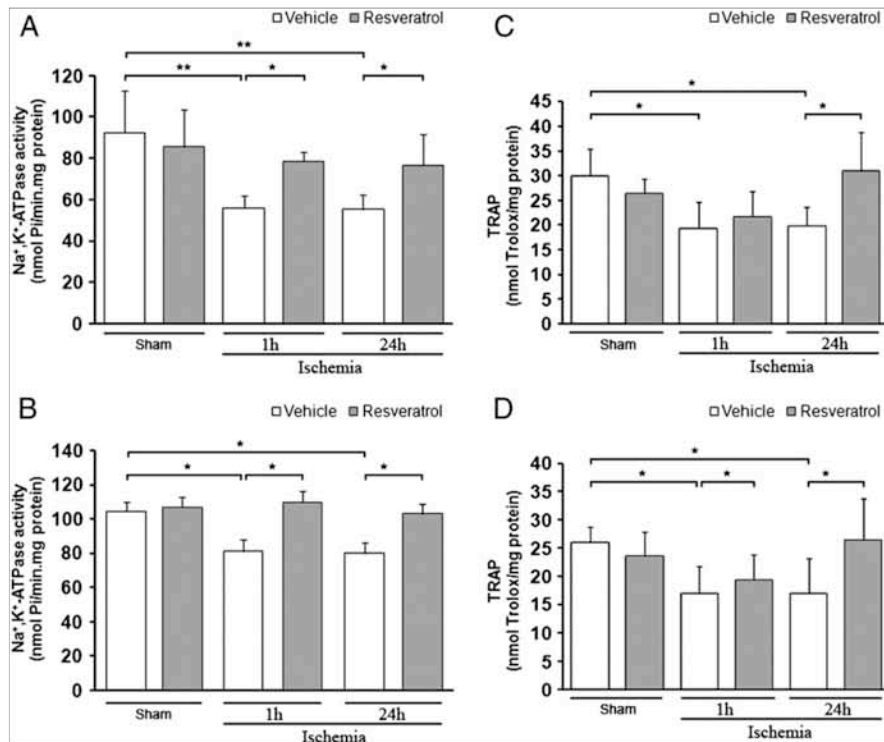 A
□Vehicle ■Resveratrol
**
** * *
Na⁺,K⁺-ATPase activity
(nmol Pi/min.mg protein)
120
100
80
60
40
20
0
Sham 1h 24h
Ischemia
C
□Vehicle ■Resveratrol
*
* *
TRAP
(nmol Trolox/mg protein)
45
40
35
30
25
20
15
10
5
0
Sham 1h 24h
Ischemia
B
□Vehicle ■Resveratrol
*
* * *
Na⁺,K⁺-ATPase activity
(nmol Pi/min.mg protein)
140
120
100
80
60
40
20
0
Sham 1h 24h
Ischemia
D
□Vehicle ■Resveratrol
*
* * *
TRAP
(nmol Trolox/mg protein)
40
35
30
25
20
15
10
5
0
Sham 1h 24h
Ischemia